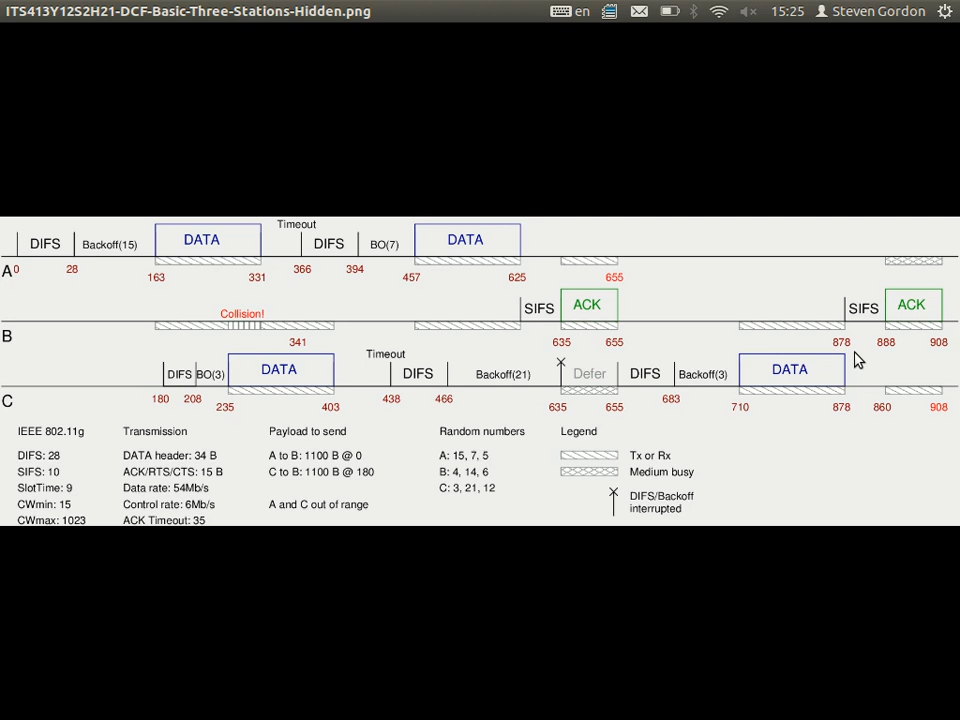 ITS413Y12S2H21-DCF-Basic-Three-Stations-Hidden.png en 15:25 Steven Gordon
Timeout
DIFS Backoff(15) DATA DIFS BO(7) DATA
A 0 28 163 331 366 394 457 625 655
SIFS ACK SIFS ACK
Collision!
B 341 635 655 878 888 908
Timeout
DIFS BO(3) DATA DIFS Backoff(21) Defer DIFS Backoff(3) DATA
C 180 208 235 403 438 466 635 655 683 710 878 860 908
IEEE 802.11g Transmission Payload to send Random numbers Legend
DIFS: 28 DATA header: 34 B A to B: 1100 B @ 0 A: 15, 7, 5 Tx or Rx
SIFS: 10 ACK/RTS/CTS: 15 B C to B: 1100 B @ 180 B: 4, 14, 6 Medium busy
SlotTime: 9 Data rate: 54Mb/s C: 3, 21, 12 DIFS/Backoff
CWmin: 15 Control rate: 6Mb/s A and C out of range interrupted
CWmax: 1023 ACK Timeout: 35